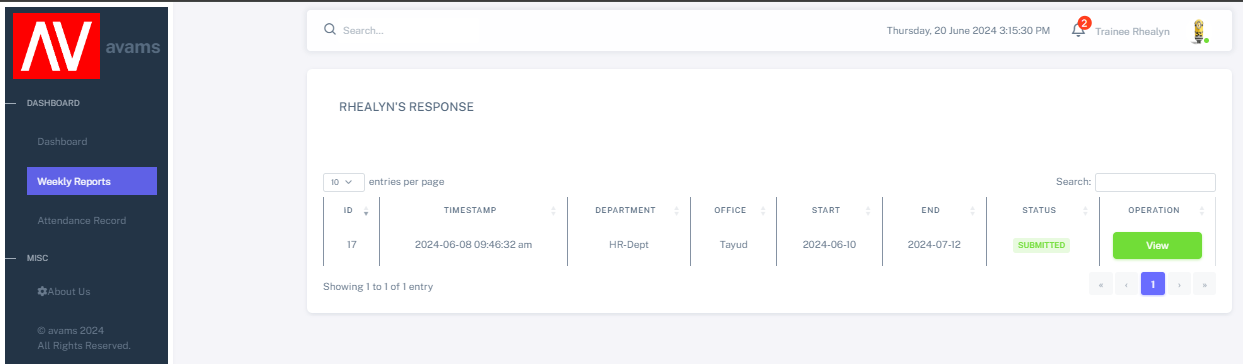 AV avams
DASHBOARD
Dashboard
Weekly Reports
Attendance Record
MISC
About Us
© avams 2024
All Rights Reserved.
Search...
Thursday, 20 June 2024 3:15:30 PM
2
Trainee Rhealyn
RHEALYN'S RESPONSE
10 entries per page
Search:
ID TIMESTAMP DEPARTMENT OFFICE START END STATUS OPERATION
17 2024-06-08 09:46:32 am HR-Dept Tayud 2024-06-10 2024-07-12 SUBMITTED View
Showing 1 to 1 of 1 entry
« ‹ 1 › »